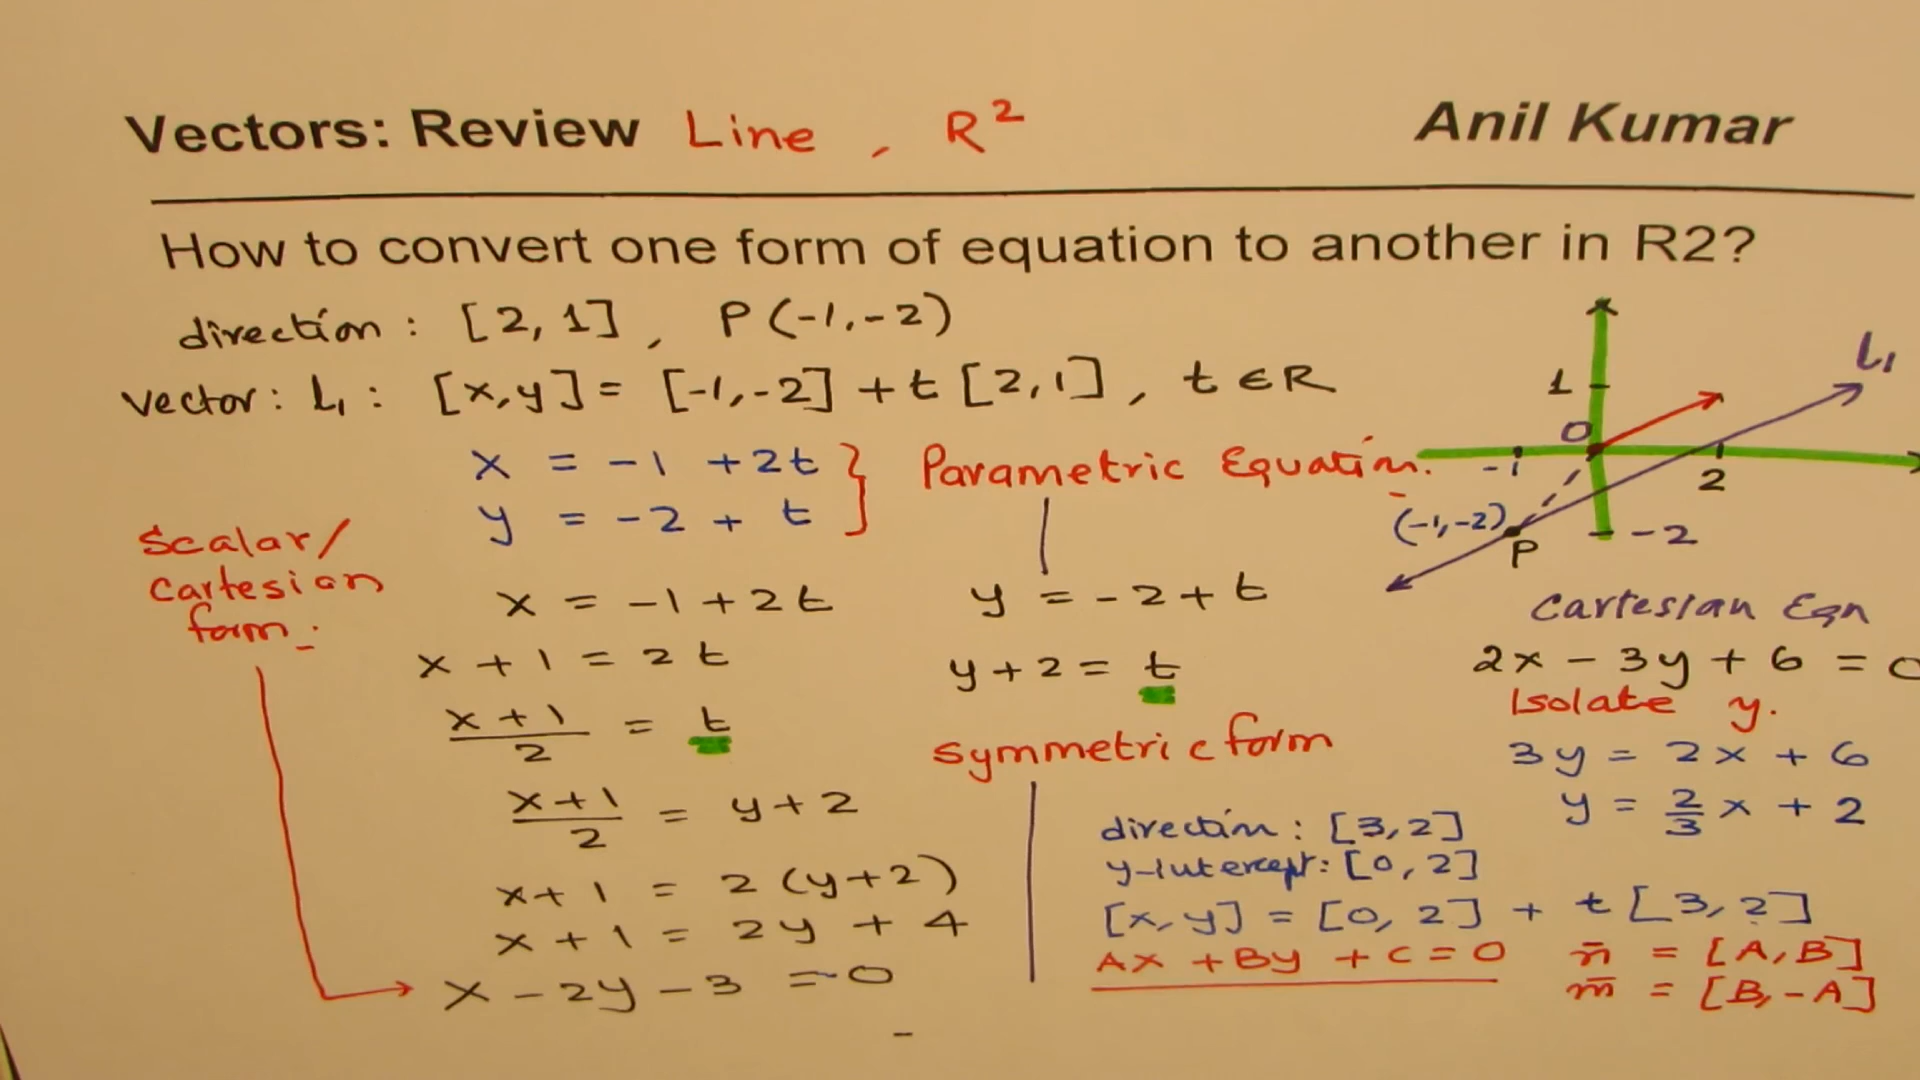 Vectors: Review Line , R²
Anil Kumar
How to convert one form of equation to another in R2?
direction : [2, 1] , P(-1,-2)
Vector: L₁ : [x,y] = [-1,-2] + t [2,1] , t ∈ R
x = -1 + 2t
y = -2 + t
} Parametric Equation.
Scalar/
Cartesian
form :
x = -1 + 2t
x + 1 = 2t
x+1/2 = t
y = -2 + t
y + 2 = t
Symmetric form
x+1/2 = y+2
x+1 = 2(y+2)
x+1 = 2y + 4
x - 2y - 3 = 0
L₁
1
O
-1
2
(-1,-2)
P
-2
Cartesian Eqn
2x - 3y + 6 = 0
Isolate y.
3y = 2x + 6
y = 2/3 x + 2
direction : [3,2]
y-intercept: [0, 2]
[x, y] = [0, 2] + t [3, 2]
Ax + By + C = 0
n̄ = [A, B]
m̄ = [B, -A]